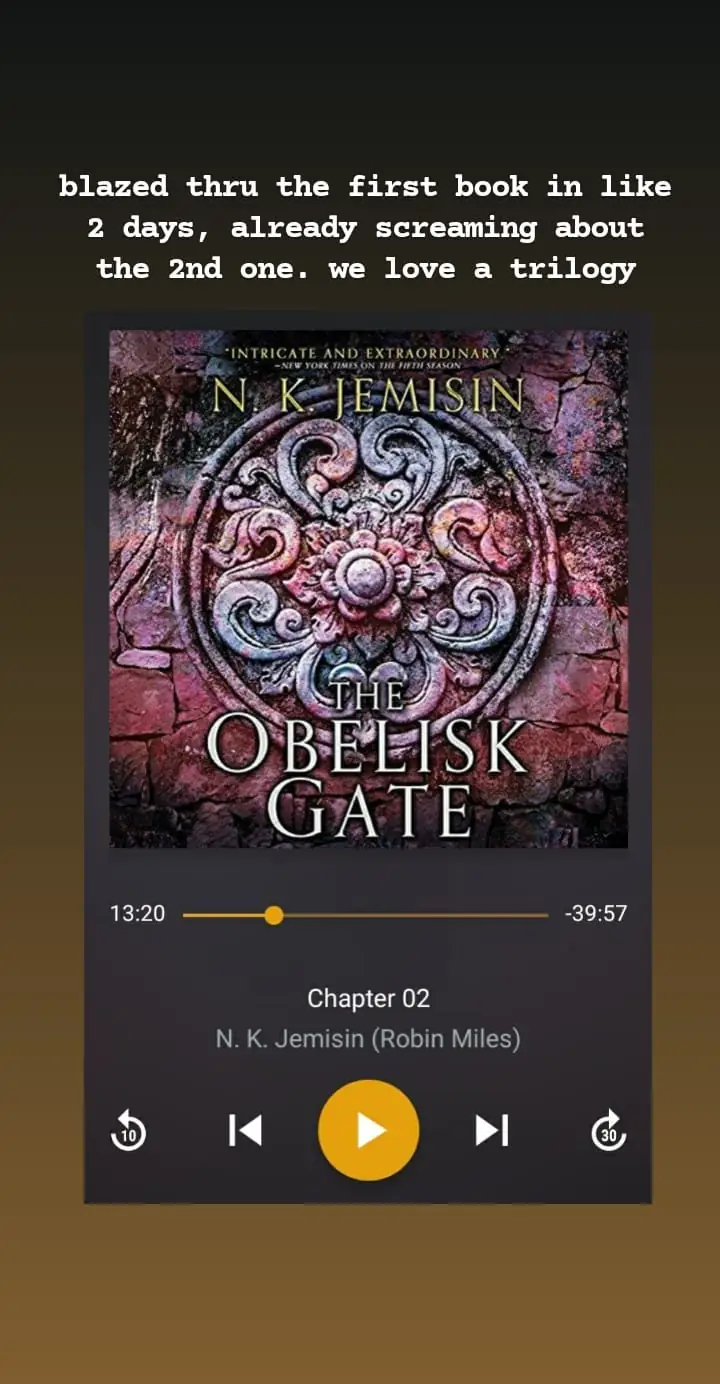 blazed thru the first book in like
2 days, already screaming about
the 2nd one. we love a trilogy
"INTRICATE AND EXTRAORDINARY."
—NEW YORK TIMES ON THE FIFTH SEASON
N. K. JEMISIN
THE
OBELISK
GATE
13:20 -39:57
Chapter 02
N. K. Jemisin (Robin Miles)
10 30